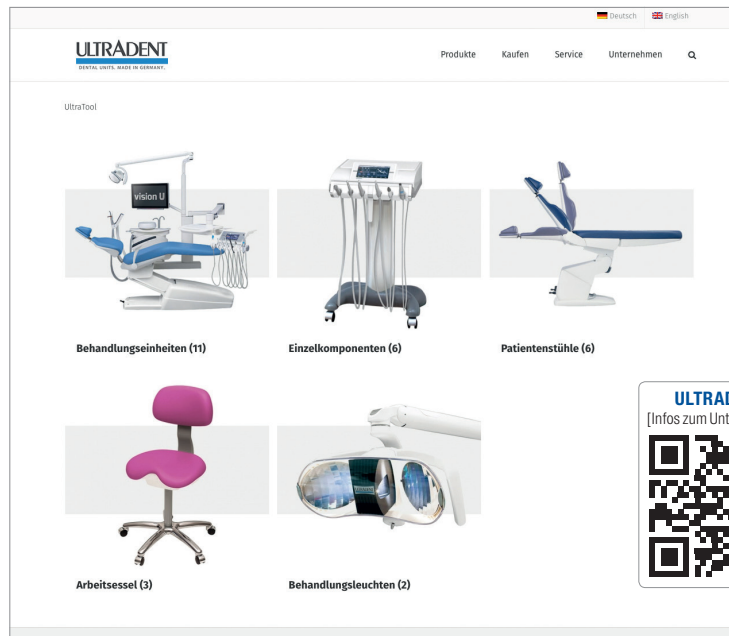 Deutsch English
ULTRADENT
DENTAL UNITS. MADE IN GERMANY.
Produkte Kaufen Service Unternehmen
UltraTool
vision U
Behandlungseinheiten (11) Einzelkomponenten (6) Patientenstühle (6)
ULTRAD
[Infos zum Unt
Arbeitsessel (3) Behandlungsleuchten (2)